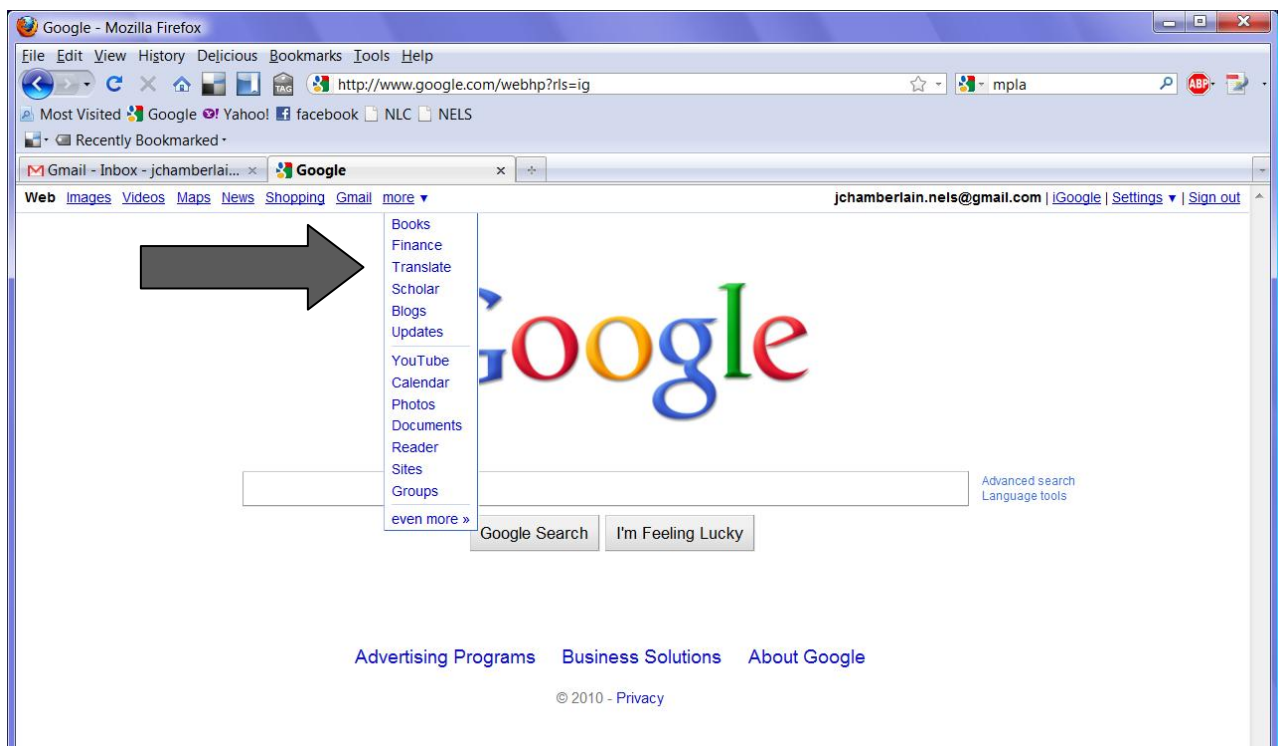 Google - Mozilla Firefox
File Edit View History Delicious Bookmarks Tools Help
TAG http://www.google.com/webhp?rls=ig mpla ABP
Most Visited Google Yahoo! facebook NLC NELS
Recently Bookmarked
Gmail - Inbox - jchamberlai... Google
Web Images Videos Maps News Shopping Gmail more ▼ jchamberlain.nels@gmail.com | iGoogle | Settings ▼ | Sign out
Books
Finance
Translate
Scholar
Blogs
Updates
YouTube
Calendar
Photos
Documents
Reader
Sites
Groups
even more »
Google
Advanced search
Language tools
Google Search I'm Feeling Lucky
Advertising Programs Business Solutions About Google
© 2010 - Privacy